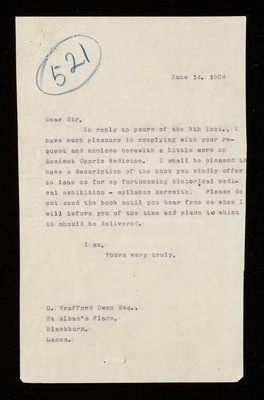 521
June 14, 1904
Dear Sir,
In reply to yours of the 9th inst., I
have much pleasure in complying with your re-
quest and enclose herewith a little work on
Ancient Cymric Medicine. I shall be pleased to
have a description of the book you kindly offer
to loan us for my forthcoming historical medi-
cal exhibition - syllabus herewith. Please do
not send the book until you hear from me when I
will inform you of the time and place to which
it should be delivered.
I am,
Yours very truly,
D. Trafford Owen Esq.,
St Alban's Place,
Blackburn,
Lancs.